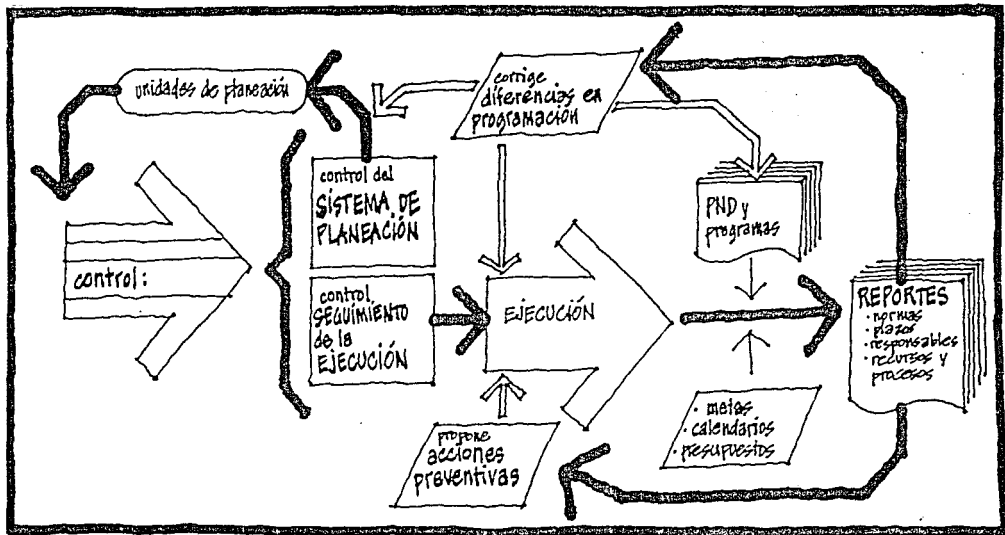 unidades de planeación
corrige
diferencias en
programación
control del
SISTEMA DE
PLANEACIÓN
PND y
programas
control:
control,
SEGUIMIENTO
de la
EJECUCIÓN
EJECUCIÓN
REPORTES
· normas
· plazos
· responsables
· recursos y
procesos
propone
acciones
preventivas
· metas
· calendarios
· presupuestos